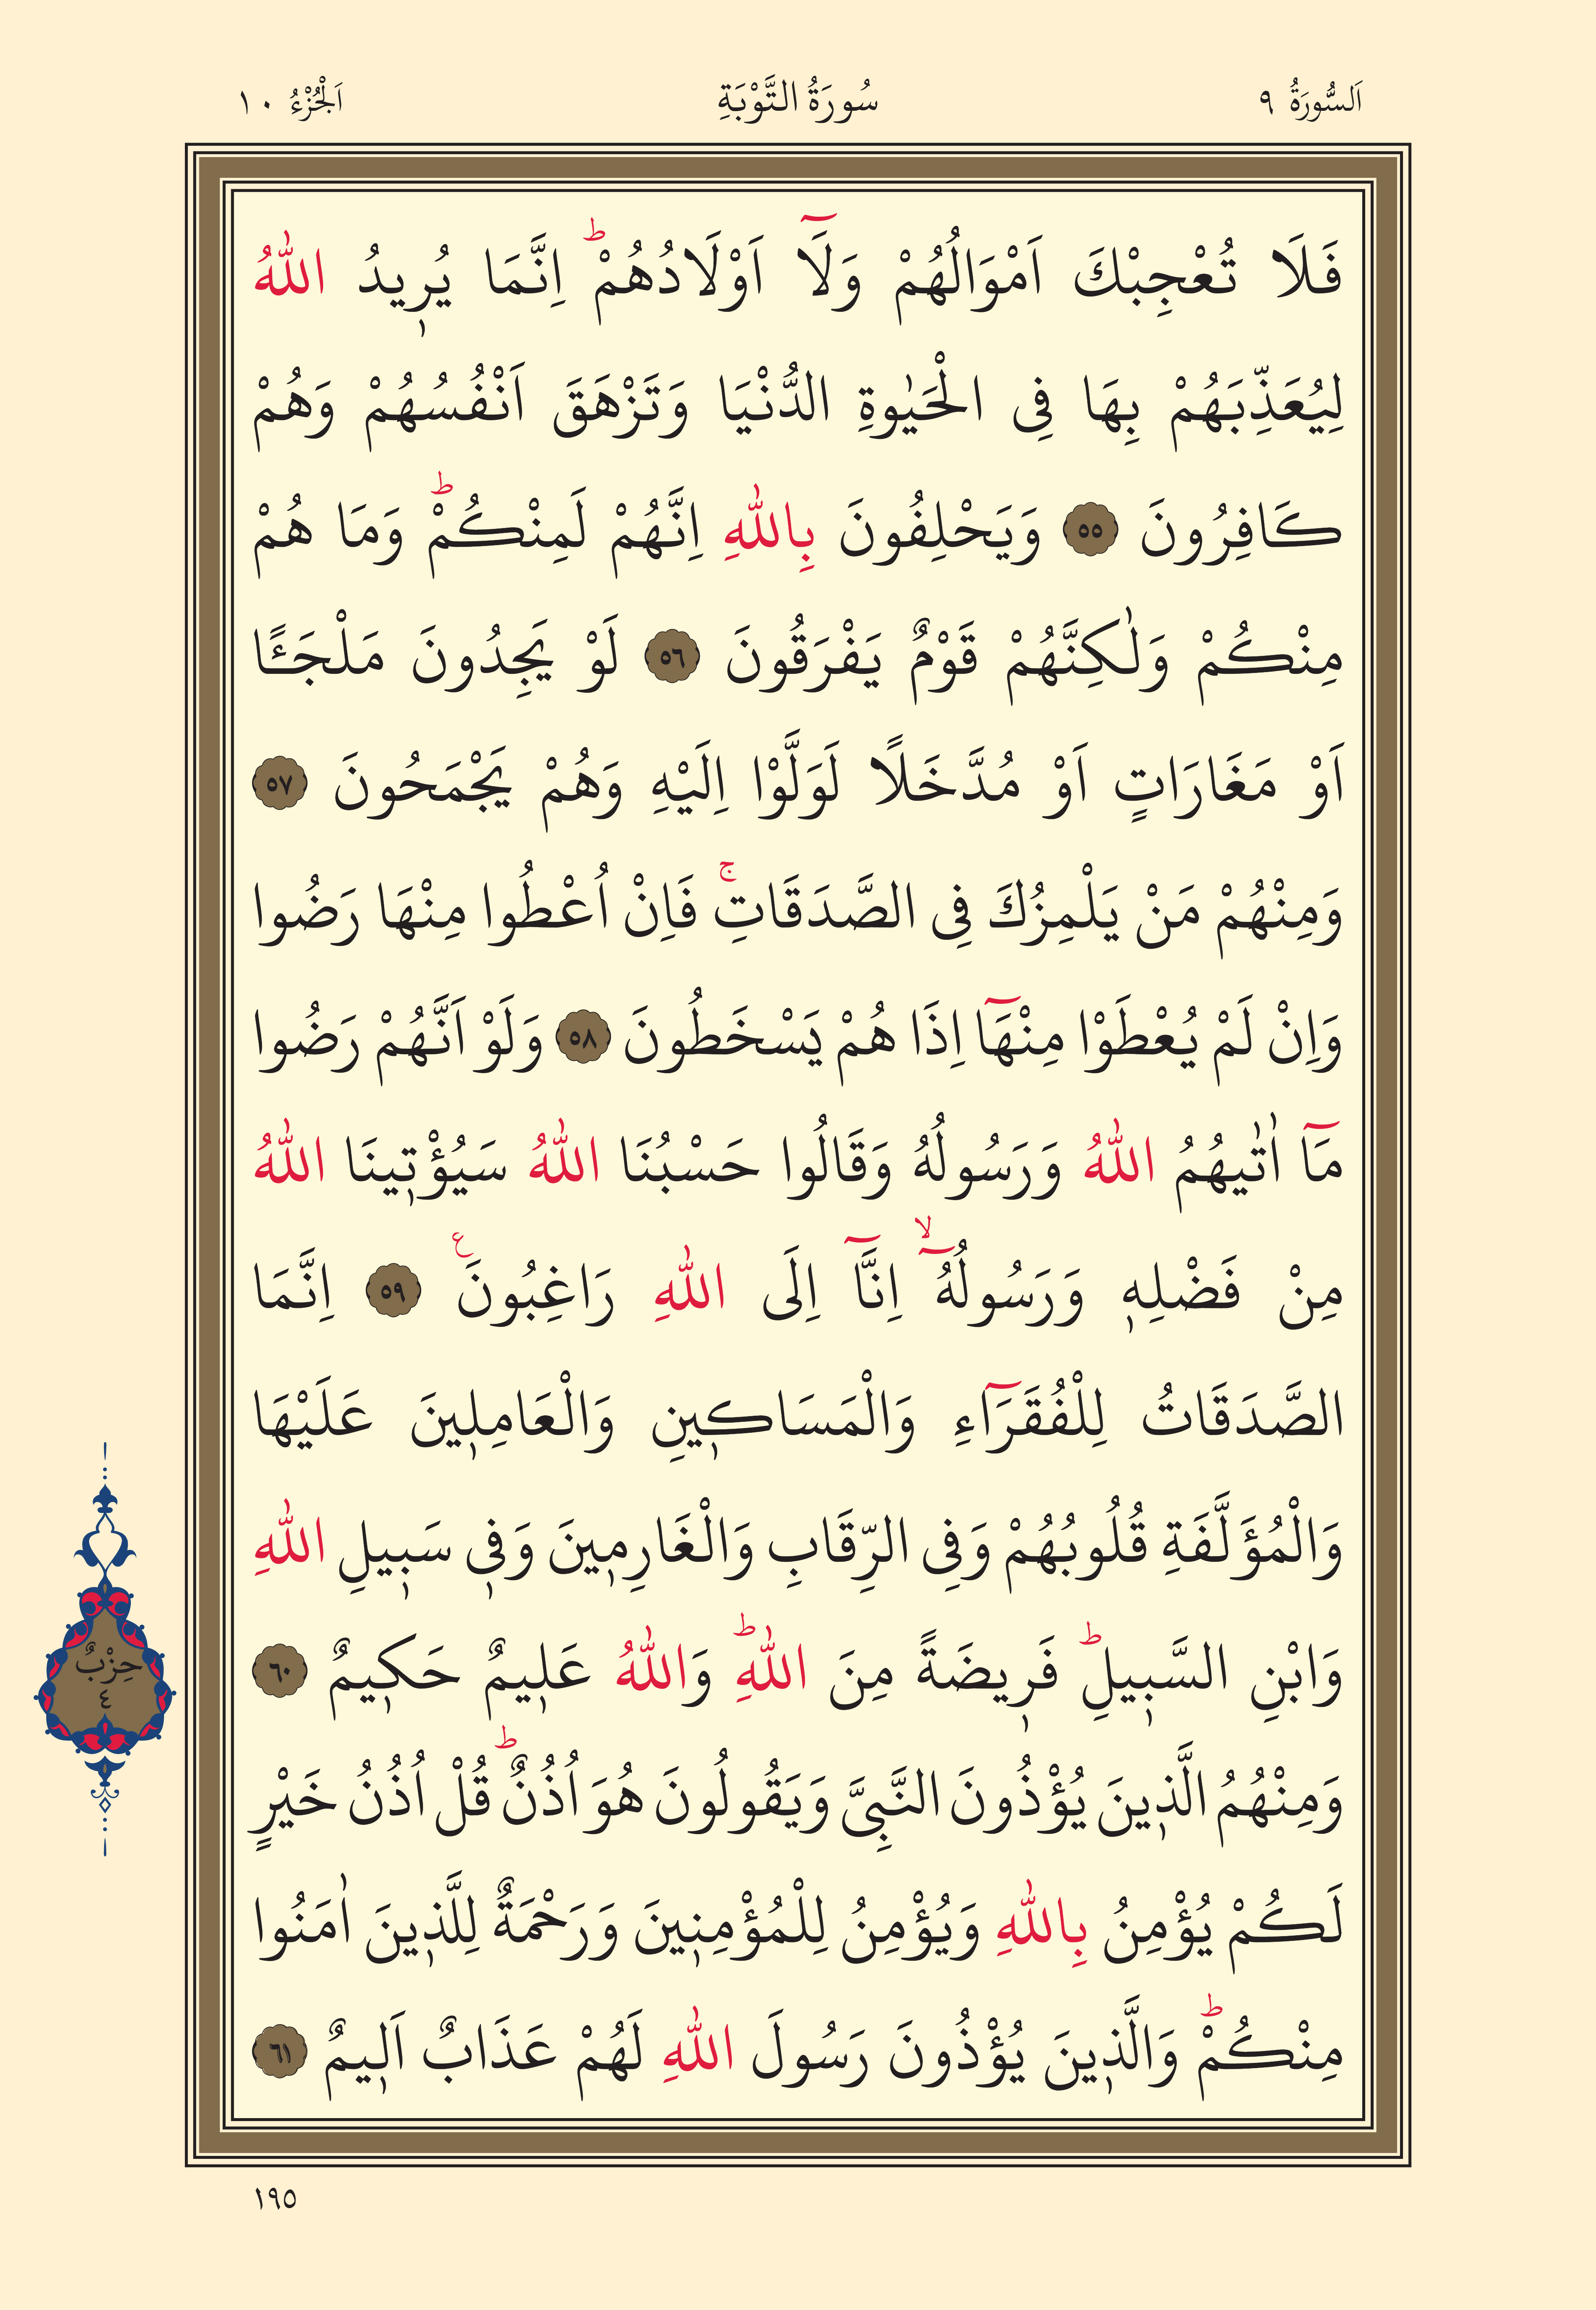 اَلسُّورَةُ ٩
سُورَةُ التَّوْبَةِ
اَلْجُزْءُ ١٠
فَلَا تُعْجِبْكَ اَمْوَالُهُمْ وَلَٓا اَوْلَادُهُمْۜ اِنَّمَا يُر۪يدُ اللّٰهُ
لِيُعَذِّبَهُمْ بِهَا فِى الْحَيٰوةِ الدُّنْيَا وَتَزْهَقَ اَنْفُسُهُمْ وَهُمْ
كَافِرُونَ ٥٥ وَيَحْلِفُونَ بِاللّٰهِ اِنَّهُمْ لَمِنْكُمْۜ وَمَا هُمْ
مِنْكُمْ وَلٰكِنَّهُمْ قَوْمٌ يَفْرَقُونَ ٥٦ لَوْ يَجِدُونَ مَلْجَـًٔا
اَوْ مَغَارَاتٍ اَوْ مُدَّخَلًا لَوَلَّوْا اِلَيْهِ وَهُمْ يَجْمَحُونَ ٥٧
وَمِنْهُمْ مَنْ يَلْمِزُكَ فِى الصَّدَقَاتِۚ فَاِنْ اُعْطُوا مِنْهَا رَضُوا
وَاِنْ لَمْ يُعْطَوْا مِنْهَٓا اِذَا هُمْ يَسْخَطُونَ ٥٨ وَلَوْ اَنَّهُمْ رَضُوا
مَٓا اٰتٰيهُمُ اللّٰهُ وَرَسُولُهُ وَقَالُوا حَسْبُنَا اللّٰهُ سَيُؤْت۪ينَا اللّٰهُ
مِنْ فَضْلِه۪ وَرَسُولُهُٓۙ اِنَّٓا اِلَى اللّٰهِ رَاغِبُونَ۟ ٥٩ اِنَّمَا
الصَّدَقَاتُ لِلْفُقَرَٓاءِ وَالْمَسَاك۪ينِ وَالْعَامِل۪ينَ عَلَيْهَا
وَالْمُؤَلَّفَةِ قُلُوبُهُمْ وَفِى الرِّقَابِ وَالْغَارِم۪ينَ وَف۪ى سَب۪يلِ اللّٰهِ
وَابْنِ السَّب۪يلِۜ فَر۪يضَةً مِنَ اللّٰهِۜ وَاللّٰهُ عَل۪يمٌ حَك۪يمٌ ٦٠
وَمِنْهُمُ الَّذ۪ينَ يُؤْذُونَ النَّبِىَّ وَيَقُولُونَ هُوَ اُذُنٌۜ قُلْ اُذُنُ خَيْرٍ
لَكُمْ يُؤْمِنُ بِاللّٰهِ وَيُؤْمِنُ لِلْمُؤْمِن۪ينَ وَرَحْمَةٌ لِلَّذ۪ينَ اٰمَنُوا
مِنْكُمْۜ وَالَّذ۪ينَ يُؤْذُونَ رَسُولَ اللّٰهِ لَهُمْ عَذَابٌ اَل۪يمٌ ٦١
حِزْبٌ
٤
١٩٥